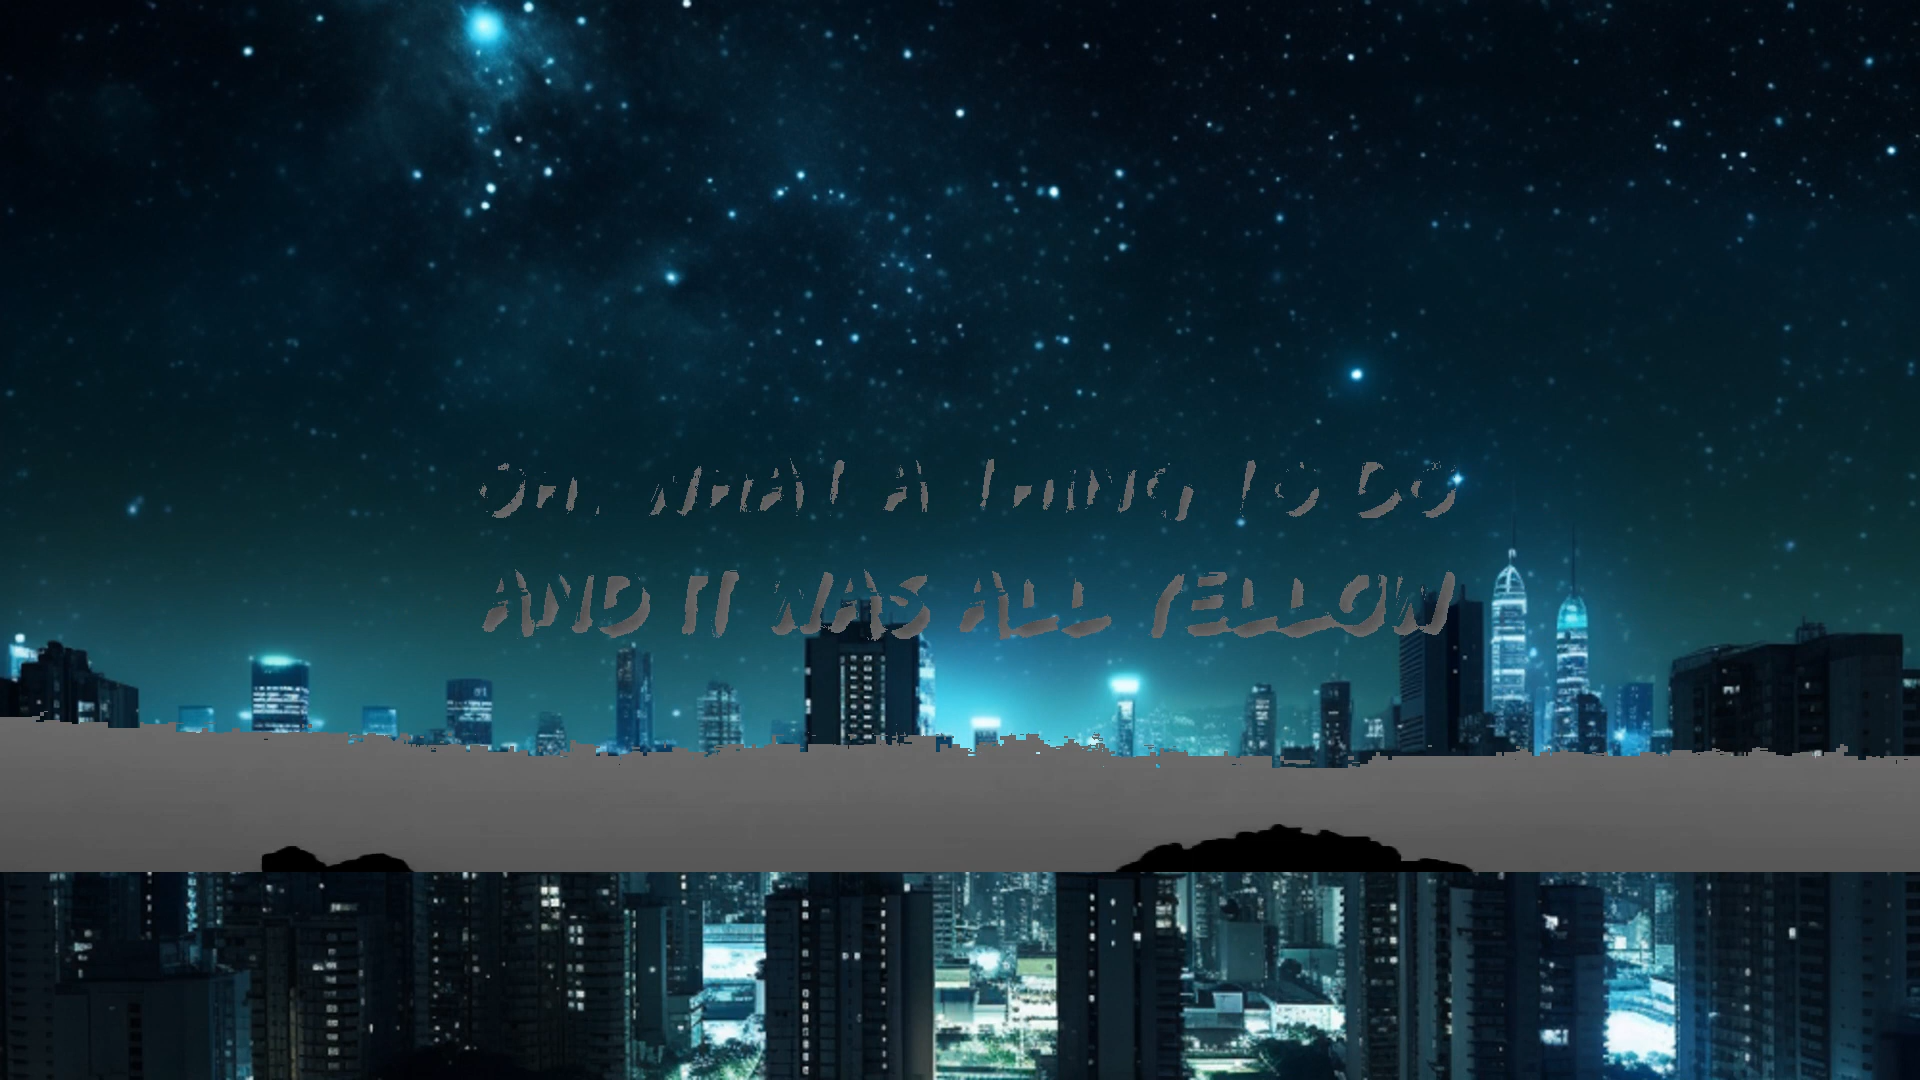 OH, WHAT A THING TO DO
AND IT WAS ALL YELLOW